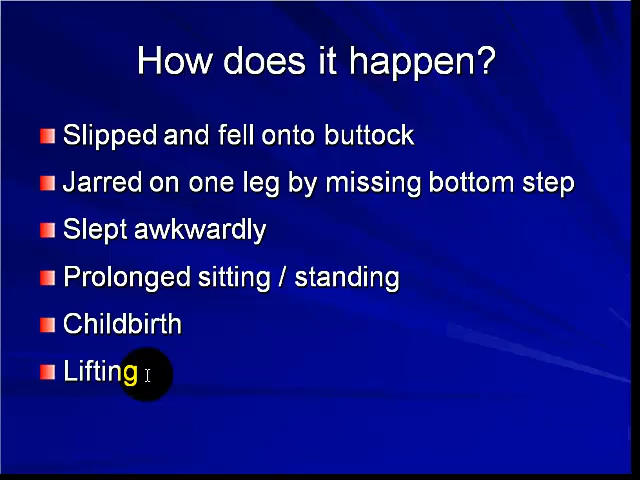 How does it happen?
Slipped and fell onto buttock
Jarred on one leg by missing bottom step
Slept awkwardly
Prolonged sitting / standing
Childbirth
Lifting